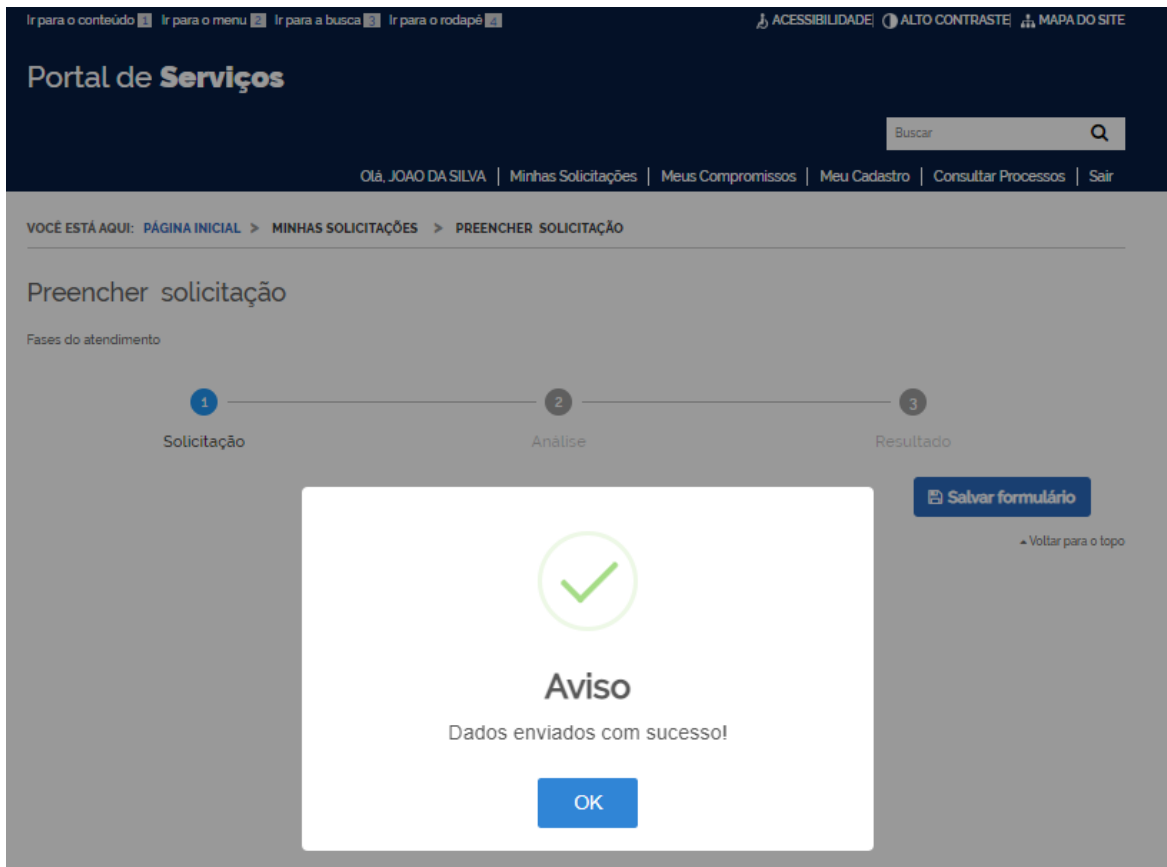 Ir para o conteúdo 1 Ir para o menu 2 Ir para a busca 3 Ir para o rodapé 4 ACESSIBILIDADE| ALTO CONTRASTE| MAPA DO SITE
Portal de Serviços
Buscar
Olá, JOAO DA SILVA | Minhas Solicitações | Meus Compromissos | Meu Cadastro | Consultar Processos | Sair
VOCÊ ESTÁ AQUI: PÁGINA INICIAL > MINHAS SOLICITAÇÕES > PREENCHER SOLICITAÇÃO
Preencher solicitação
Fases do atendimento
1 2 3
Solicitação Análise Resultado
Salvar formulário
Voltar para o topo
Aviso
Dados enviados com sucesso!
OK